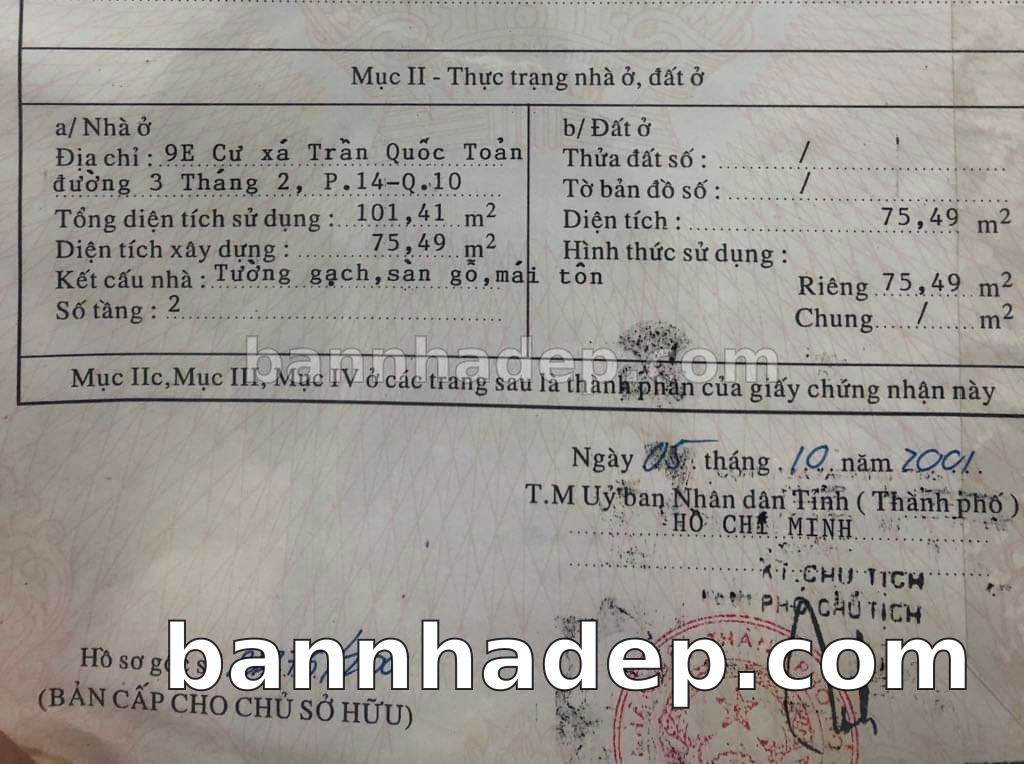 Mục II - Thực trạng nhà ở, đất ở
a/ Nhà ở
Địa chỉ : 9E Cư xá Trần Quốc Toản
đường 3 Tháng 2, P.14-Q.10
Tổng diện tích sử dụng : 101,41 m²
Diện tích xây dựng : 75,49 m²
Kết cấu nhà : Tường gạch,sàn gỗ,mái tôn
Số tầng : 2
b/ Đất ở
Thửa đất số : /
Tờ bản đồ số : /
Diện tích : 75,49 m²
Hình thức sử dụng :
Riêng 75,49 m²
Chung / m²
bannhadep.com
Mục IIc,Mục III, Mục IV ở các trang sau là thành phần của giấy chứng nhận này
Ngày 05 tháng 10 năm 2001.
T.M Uỷ ban Nhân dân Tỉnh ( Thành phố )
HỒ CHÍ MINH
KT.CHỦ TỊCH
PHÓ CHỦ TỊCH
bannhadep.com
Hồ sơ gốc
(BẢN CẤP CHO CHỦ SỞ HỮU)